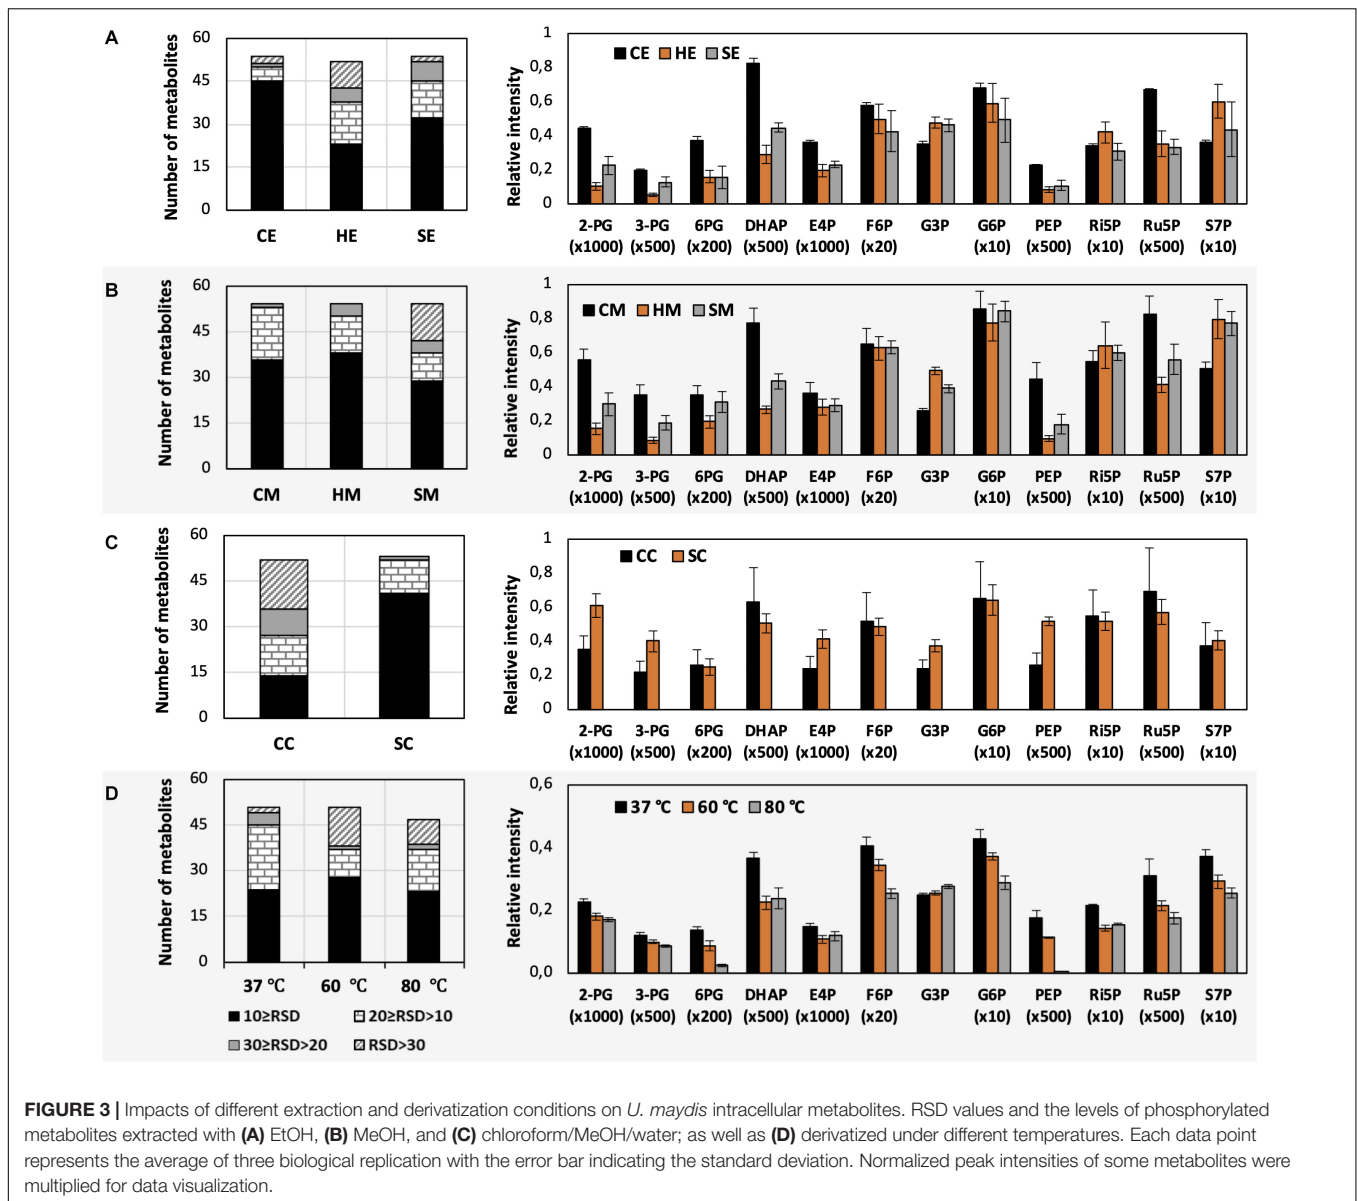 A
Number of metabolites
60
45
30
15
0
CE HE SE
Relative intensity
1
0,8
0,6
0,4
0,2
0
CE HE SE
2-PG 3-PG 6PG DHAP E4P F6P G3P G6P PEP Ri5P Ru5P S7P
(x1000) (x500) (x200) (x500) (x1000) (x20) (x10) (x500) (x10) (x500) (x10)
B
Number of metabolites
60
45
30
15
0
CM HM SM
Relative intensity
1
0,8
0,6
0,4
0,2
0
CM HM SM
2-PG 3-PG 6PG DHAP E4P F6P G3P G6P PEP Ri5P Ru5P S7P
(x1000) (x500) (x200) (x500) (x1000) (x20) (x10) (x500) (x10) (x500) (x10)
C
Number of metabolites
60
45
30
15
0
CC SC
Relative intensity
1
0,8
0,6
0,4
0,2
0
CC SC
2-PG 3-PG 6PG DHAP E4P F6P G3P G6P PEP Ri5P Ru5P S7P
(x1000) (x500) (x200) (x500) (x1000) (x20) (x10) (x500) (x10) (x500) (x10)
D
Number of metabolites
60
45
30
15
0
37 ℃ 60 ℃ 80 ℃
10≥RSD 20≥RSD>10
30≥RSD>20 RSD>30
Relative intensity
0,6
0,4
0,2
0,0
37 ℃ 60 ℃ 80 ℃
2-PG 3-PG 6PG DHAP E4P F6P G3P G6P PEP Ri5P Ru5P S7P
(x1000) (x500) (x200) (x500) (x1000) (x20) (x10) (x500) (x10) (x500) (x10)
FIGURE 3 | Impacts of different extraction and derivatization conditions on U. maydis intracellular metabolites. RSD values and the levels of phosphorylated
metabolites extracted with (A) EtOH, (B) MeOH, and (C) chloroform/MeOH/water; as well as (D) derivatized under different temperatures. Each data point
represents the average of three biological replication with the error bar indicating the standard deviation. Normalized peak intensities of some metabolites were
multiplied for data visualization.